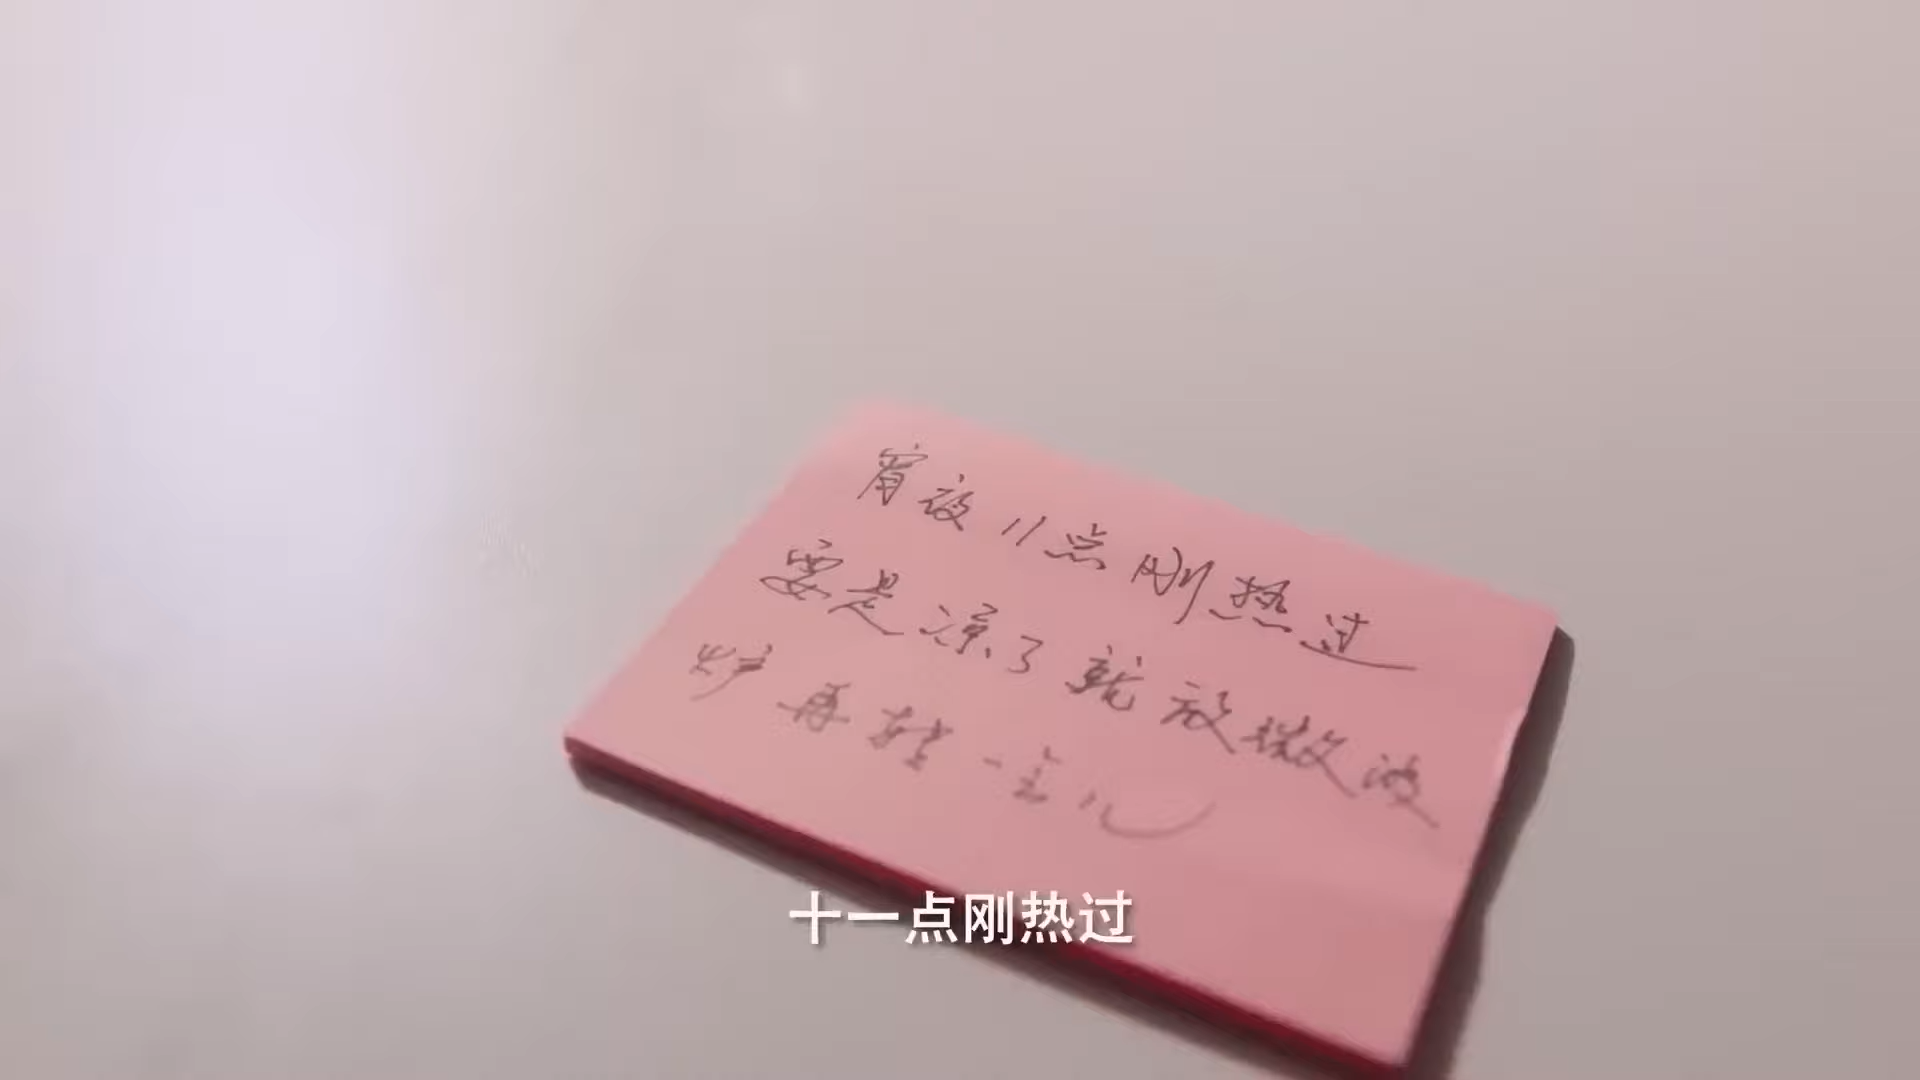 宵夜11点刚热过
要是凉了就放微波
炉再转一会儿
十一点刚热过